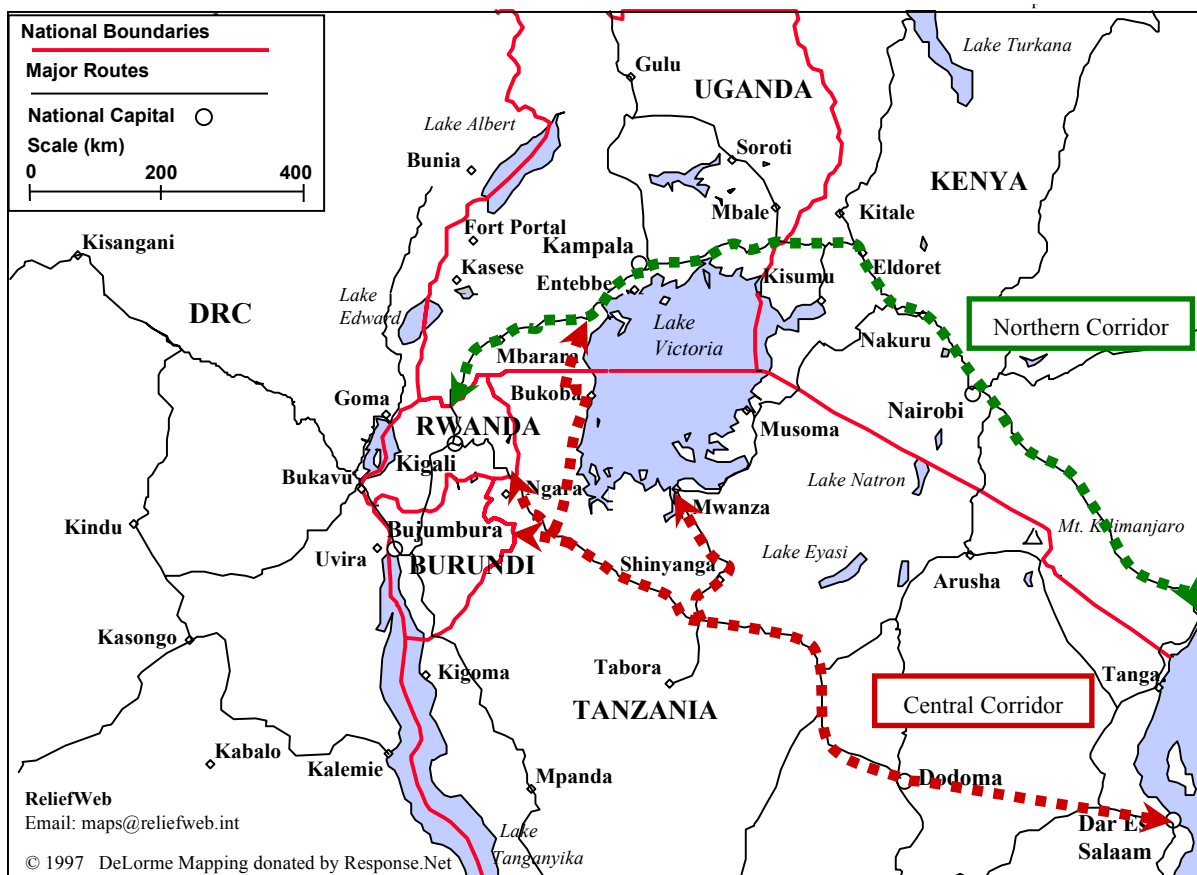 National Boundaries
Major Routes
National Capital
Scale (km)
0 200 400
Lake Turkana
Gulu
UGANDA
Lake Albert
Bunia
Soroti
KENYA
Mbale
Kitale
Kisangani
Fort Portal
Kampala
Kasese
Entebbe
Kisumu
Eldoret
DRC
Lake
Edward
Lake
Victoria
Northern Corridor
Nakuru
Mbarara
Bukoba
Goma
RWANDA
Nairobi
Musoma
Kigali
Bukavu
Ngara
Lake Natron
Mwanza
Kindu
Bujumbura
Mt. Kilimanjaro
Uvira
BURUNDI
Lake Eyasi
Shinyanga
Arusha
Kasongo
Kigoma
Tabora
Tanga
TANZANIA
Central Corridor
Kabalo
Kalemie
Mpanda
Dodoma
Dar Es
Salaam
ReliefWeb
Email: maps@reliefweb.int
Lake
Tanganyika
© 1997 DeLorme Mapping donated by Response.Net